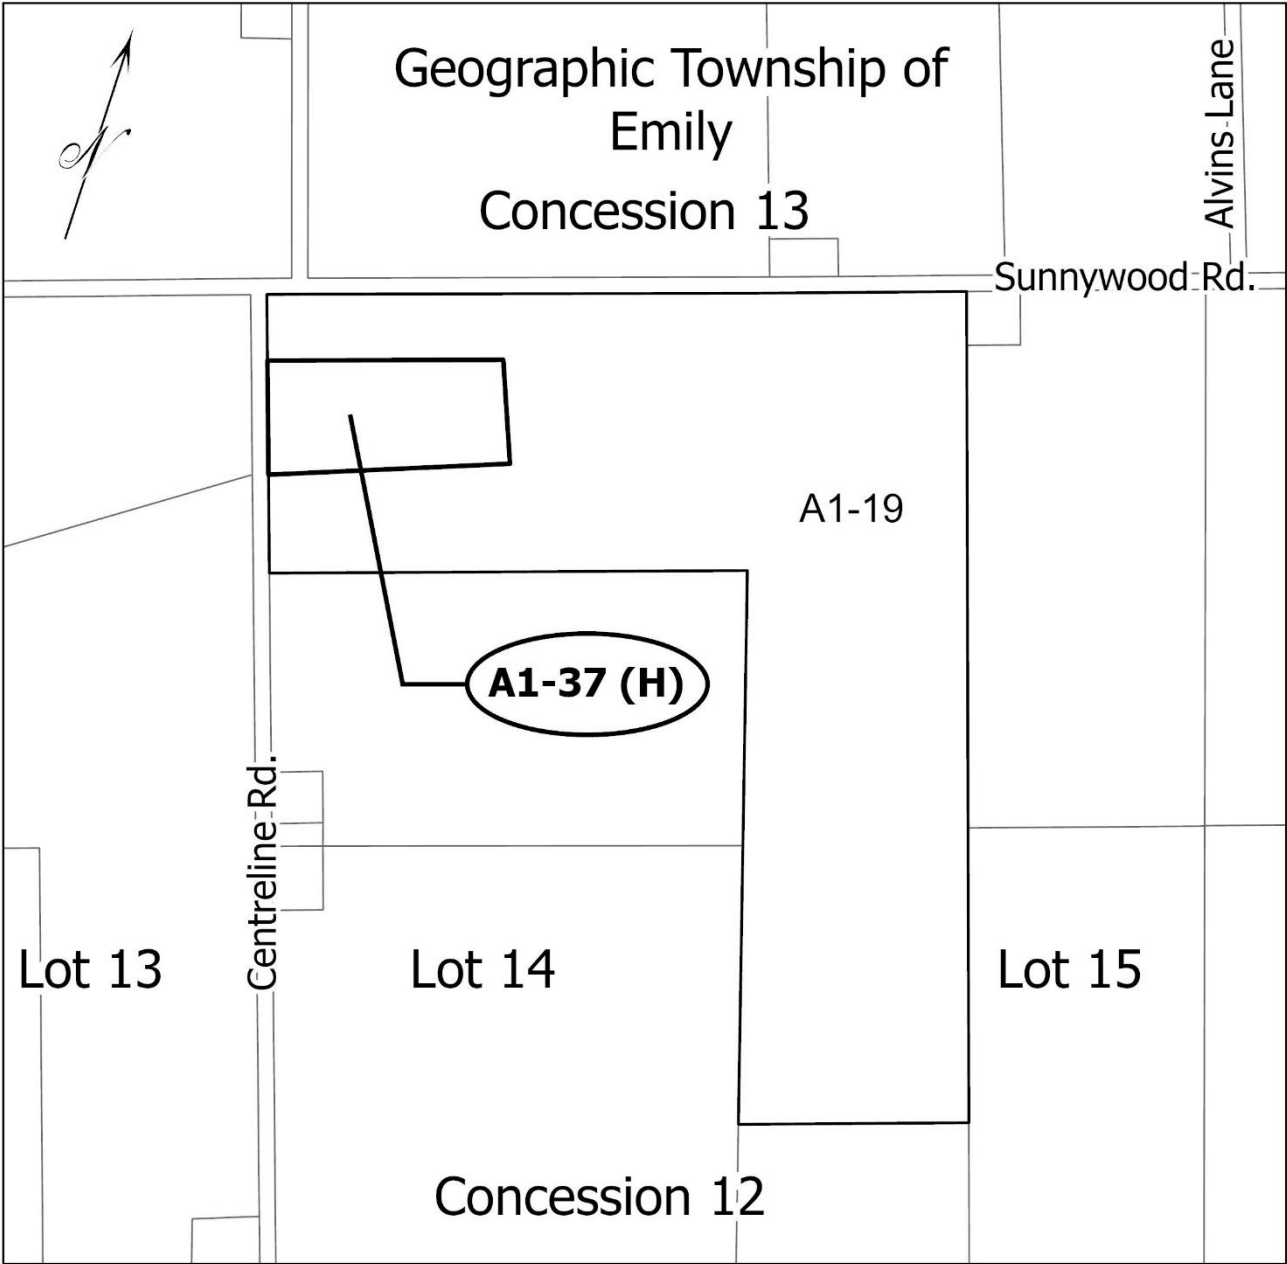 Geographic Township of
Emily
Concession 13
Alvins Lane
Sunnywood Rd.
A1-19
A1-37 (H)
Centreline Rd.
Lot 13
Lot 14
Lot 15
Concession 12
N